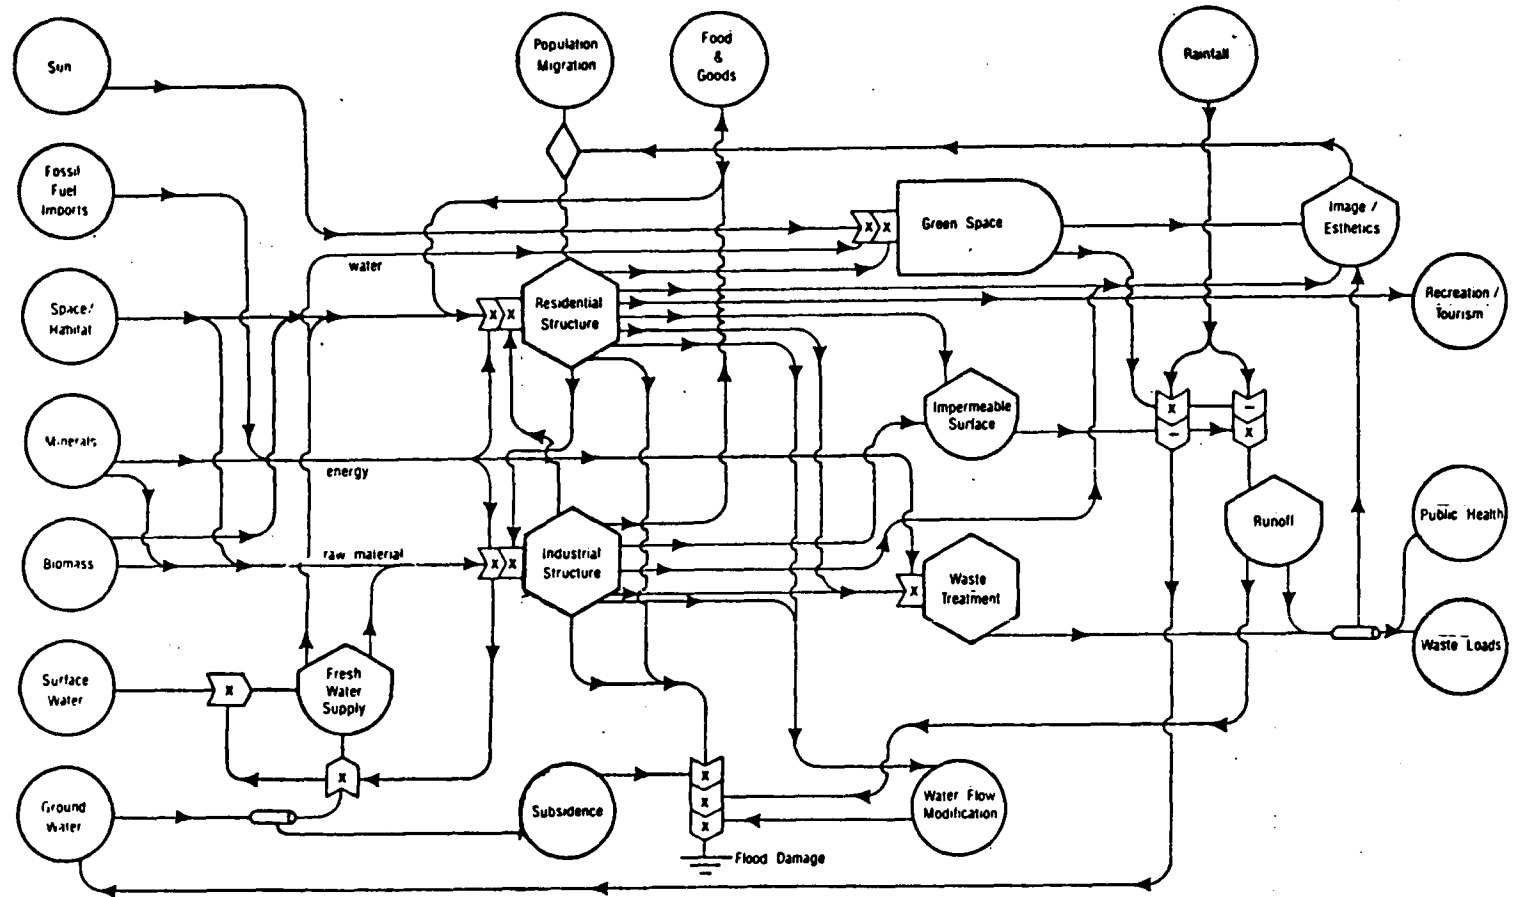 Sun
Population
Migration
Food
&
Goods
Rainfall
Fossil
Fuel
Imports
Green Space
Image /
Esthetics
water
Space/
Habitat
Residential
Structure
Recreation /
Tourism
x x
x x
Minerals
energy
Impermeable
Surface
x -
- x
Public Health
Runoff
Biomass
raw material
x x
Industrial
Structure
x
Waste
Treatment
Surface
Water
x
Fresh
Water
Supply
Waste Loads
x
Ground
Water
Subsidence
x
x
x
Water Flow
Modification
Flood Damage